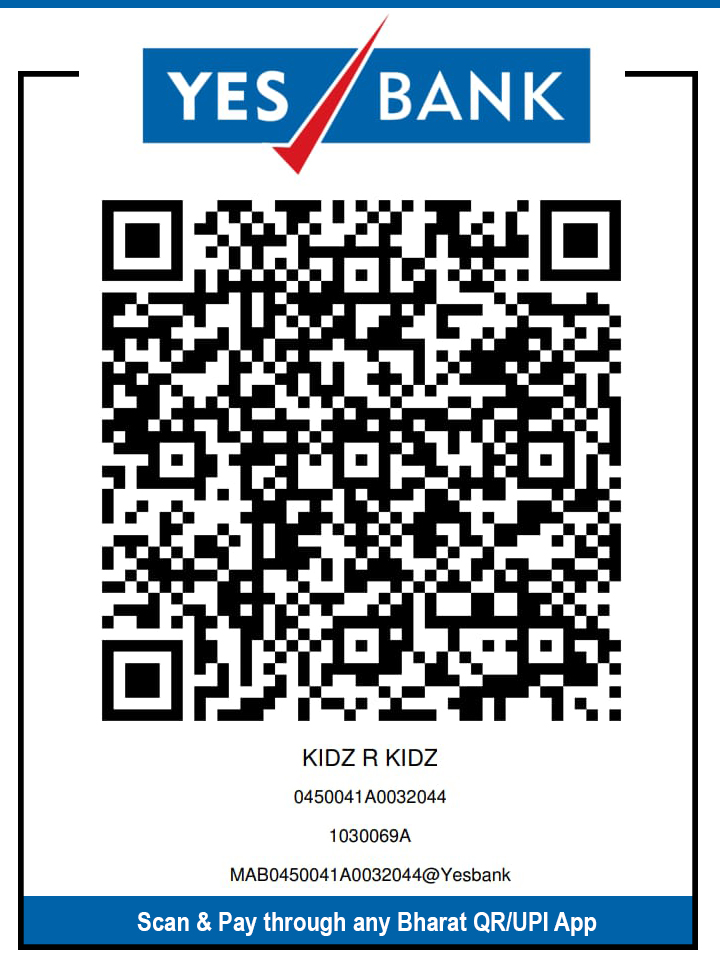 YES BANK
KIDZ R KIDZ
0450041A0032044
1030069A
MAB0450041A0032044@Yesbank
Scan & Pay through any Bharat QR/UPI App